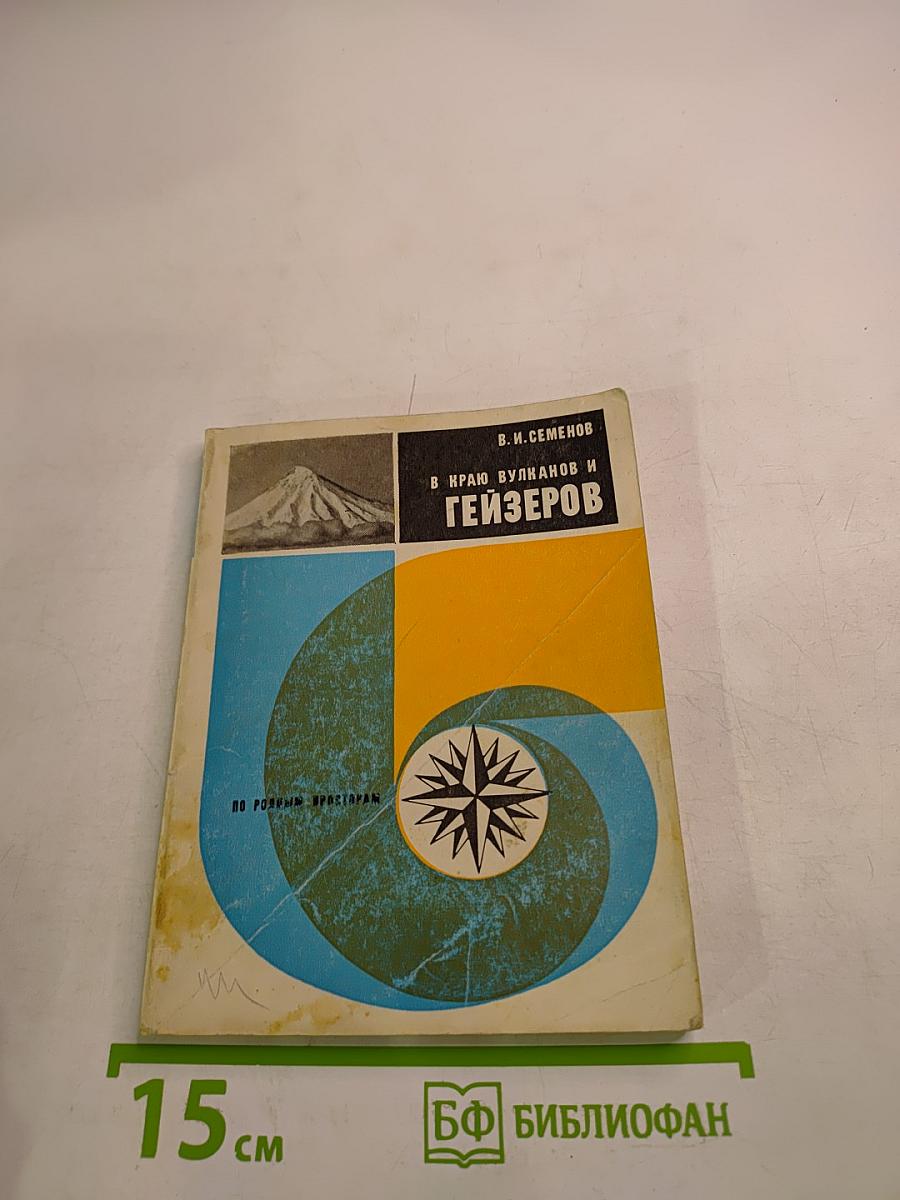 В.И.СЕМЕНОВ
В КРАЮ ВУЛКАНОВ И
ГЕЙЗЕРОВ
ПО РОДНЫМ ПРОСТОРАМ
15 см
БФ БИБЛИОФАН